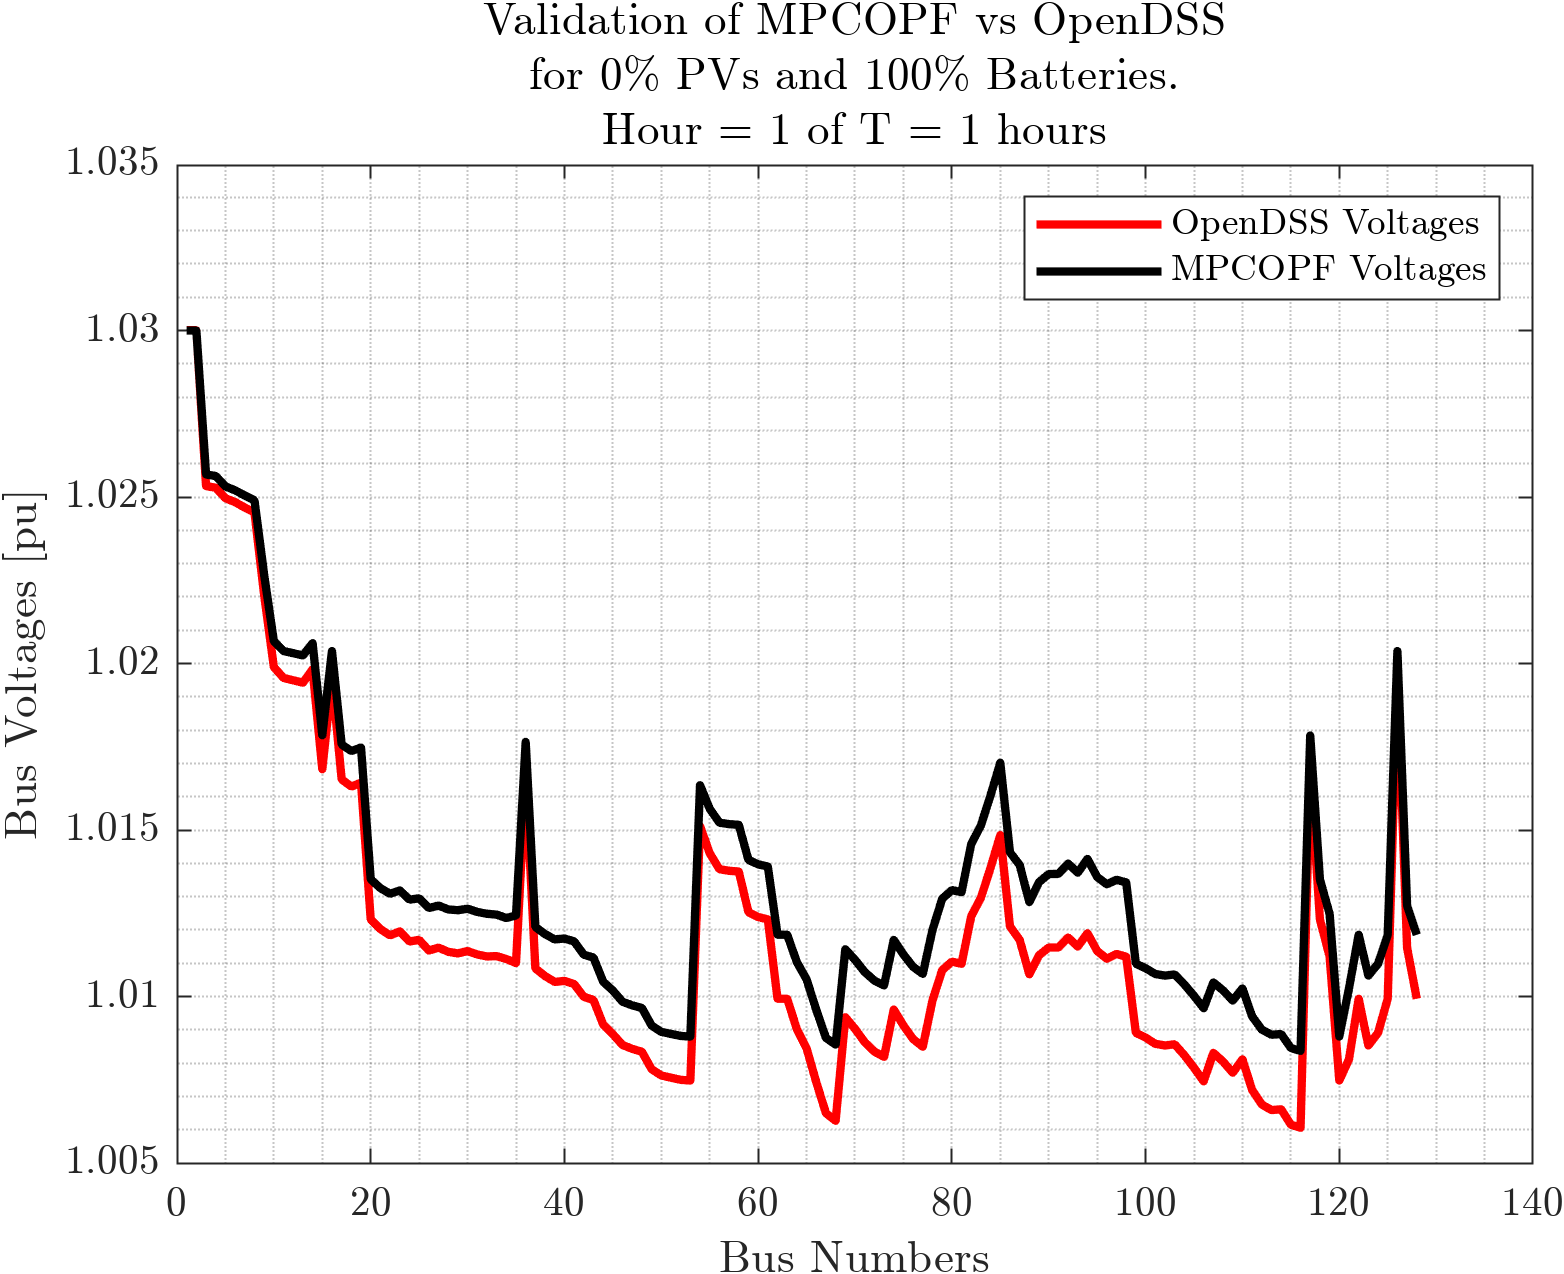 Validation of MPCOPF vs OpenDSS
for 0% PVs and 100% Batteries.
Hour = 1 of T = 1 hours
1.035
1.03
1.025
1.02
1.015
1.01
1.005
Bus Voltages [pu]
OpenDSS Voltages
MPCOPF Voltages
0 20 40 60 80 100 120 140
Bus Numbers